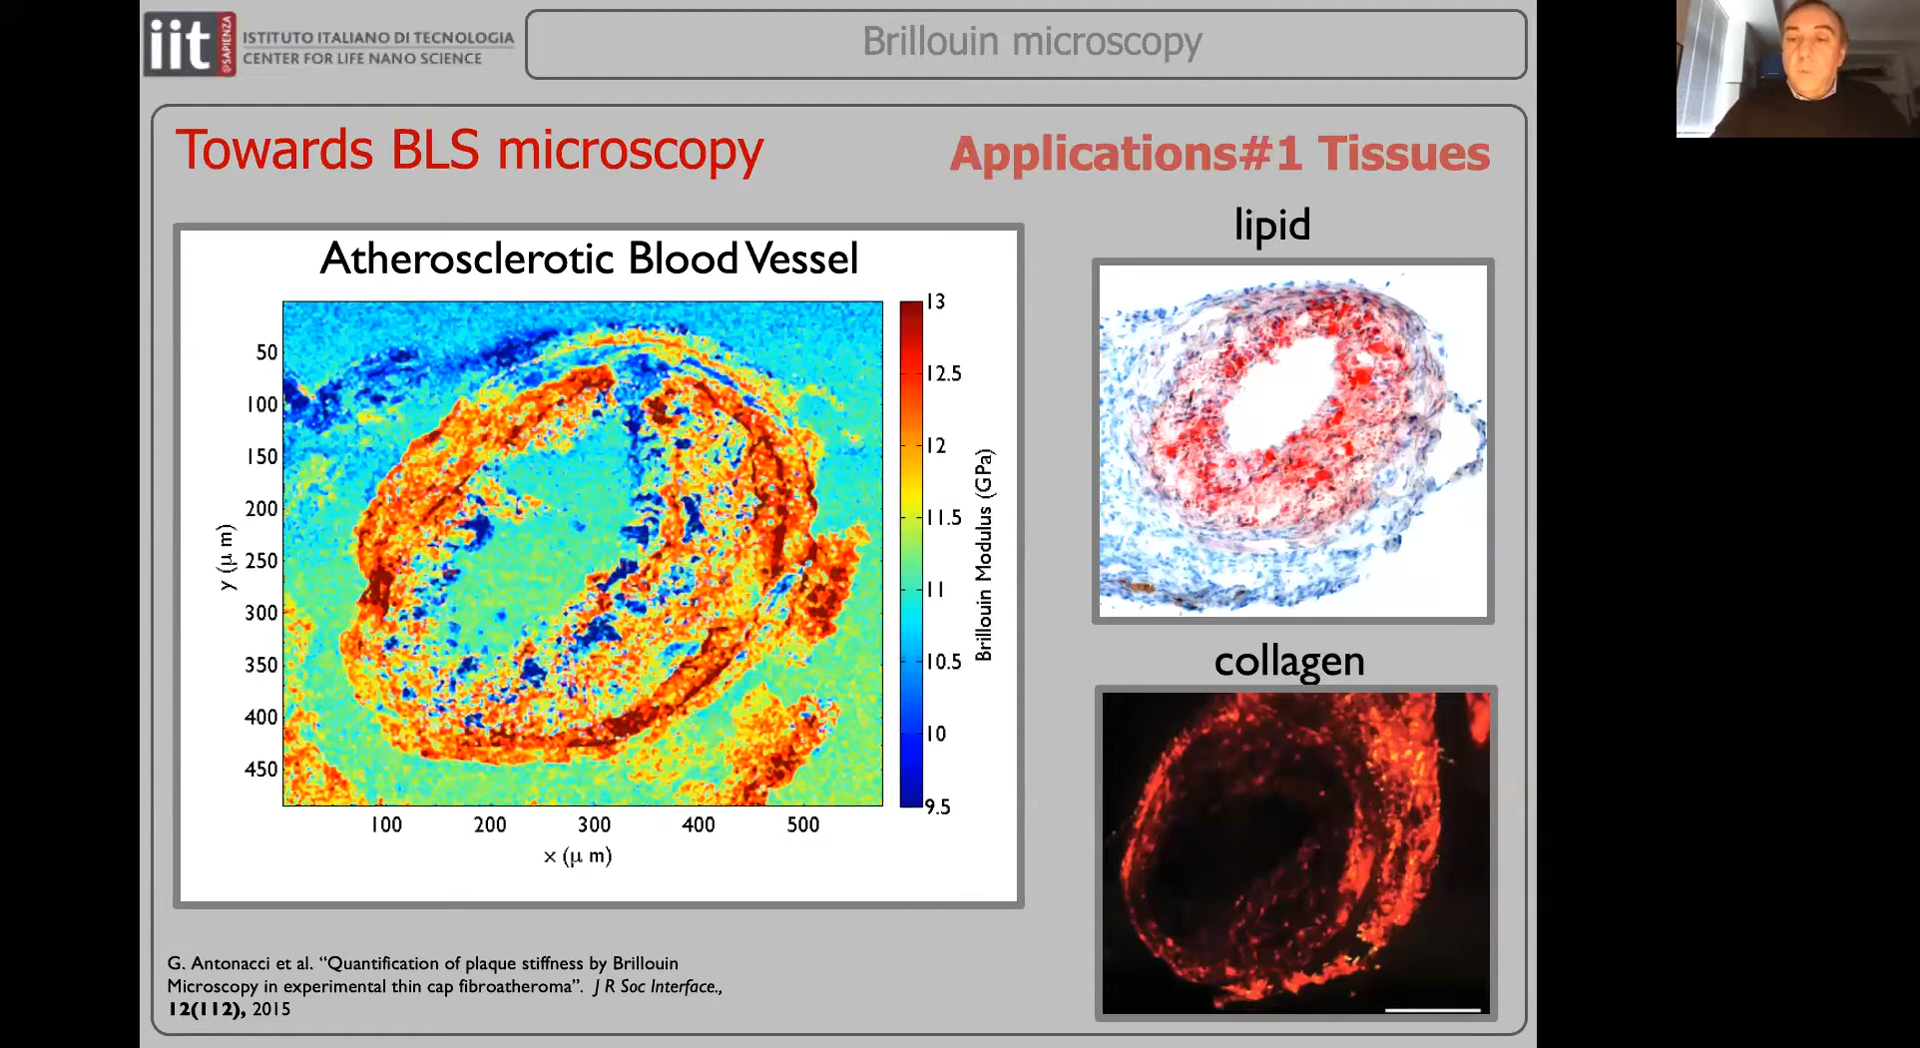 iit
@SAPIENZA
ISTITUTO ITALIANO DI TECNOLOGIA
CENTER FOR LIFE NANO SCIENCE
Brillouin microscopy
Towards BLS microscopy
Applications#1 Tissues
Atherosclerotic Blood Vessel
50
100
150
200
250
300
350
400
450
y (μ m)
100 200 300 400 500
x (μ m)
13
12.5
12
11.5
11
10.5
10
9.5
Brillouin Modulus (GPa)
lipid
collagen
G. Antonacci et al. “Quantification of plaque stiffness by Brillouin
Microscopy in experimental thin cap fibroatheroma”. J R Soc Interface.,
12(112), 2015